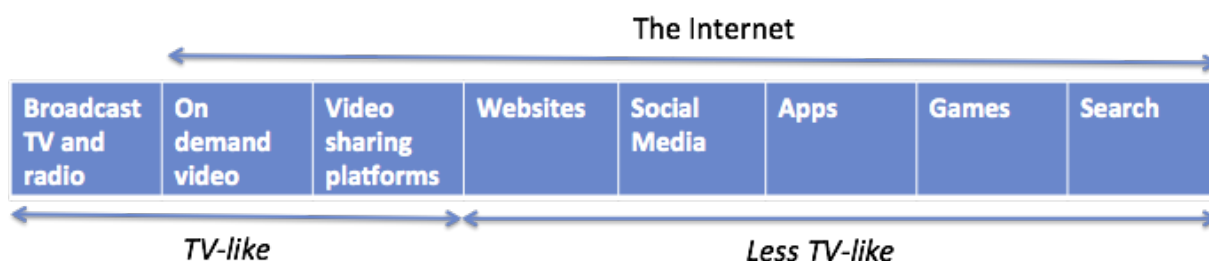 The Internet
Broadcast
TV and
radio
On
demand
video
Video
sharing
platforms
Websites
Social
Media
Apps
Games
Search
TV-like
Less TV-like